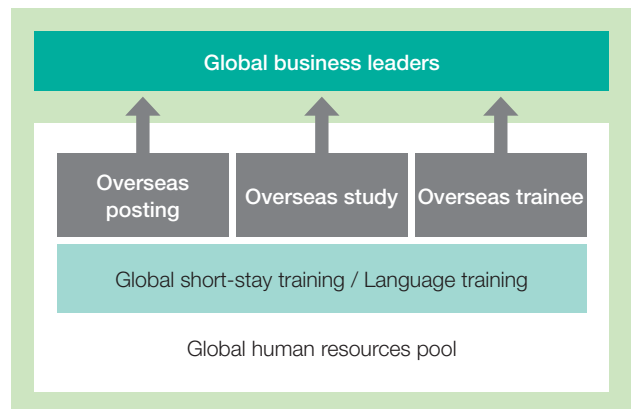 Global business leaders
Overseas
posting
Overseas study
Overseas trainee
Global short-stay training / Language training
Global human resources pool